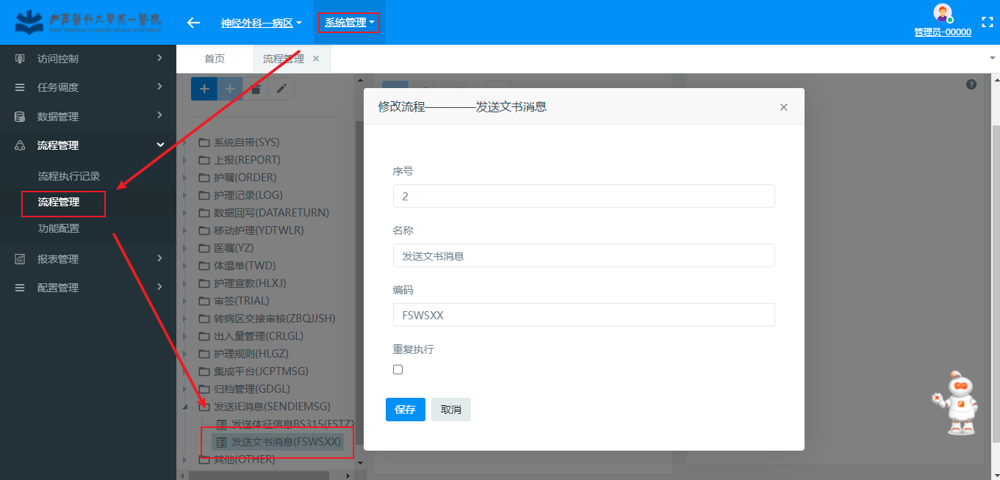 广西醫科大學第一醫院
神经外科一病区
系统管理
管理员-00000
访问控制
任务调度
数据管理
流程管理
流程执行记录
流程管理
功能配置
报表管理
配置管理
首页
流程管理
系统自带(SYS)
上报(REPORT)
护嘱(ORDER)
护理记录(LOG)
数据回写(DATARETURN)
移动护理(YDTWLR)
医嘱(YZ)
体温单(TWD)
护理宣教(HLXJ)
审签(TRIAL)
转病区交接审核(ZBQJJSH)
出入量管理(CRLGL)
护理规则(HLGZ)
集成平台(JCPTMSG)
归档管理(GDGL)
发送IE消息(SENDIEMSG)
发送体征信息BS315(FSTZX
发送文书消息(FSWSXX)
其他(OTHER)
修改流程————发送文书消息
序号
2
名称
发送文书消息
编码
FSWSXX
重复执行
保存
取消